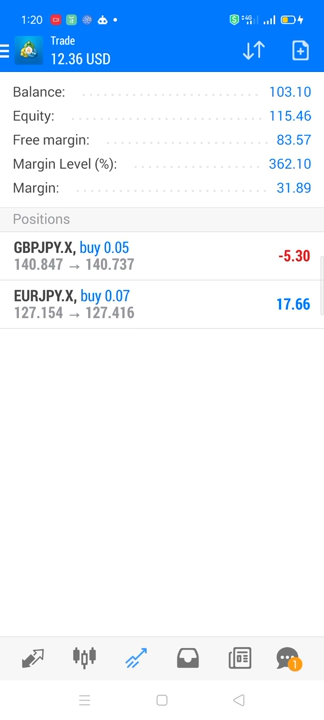 1:20
Trade
12.36 USD
Balance: 103.10
Equity: 115.46
Free margin: 83.57
Margin Level (%): 362.10
Margin: 31.89
Positions
GBPJPY.X, buy 0.05
140.847 → 140.737 -5.30
EURJPY.X, buy 0.07
127.154 → 127.416 17.66
1